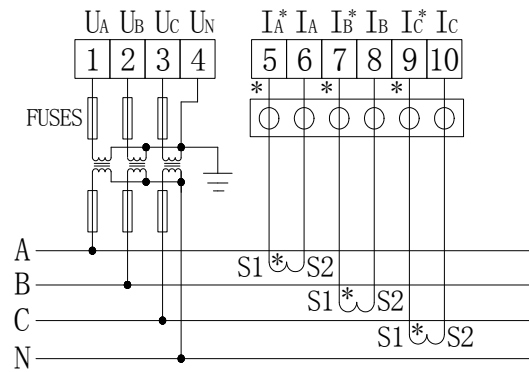 UA UB UC UN IA* IA IB* IB IC* IC
1 2 3 4 5 6 7 8 9 10
* * *
FUSES
A S1 * S2
B S1 * S2
C S1 * S2
N